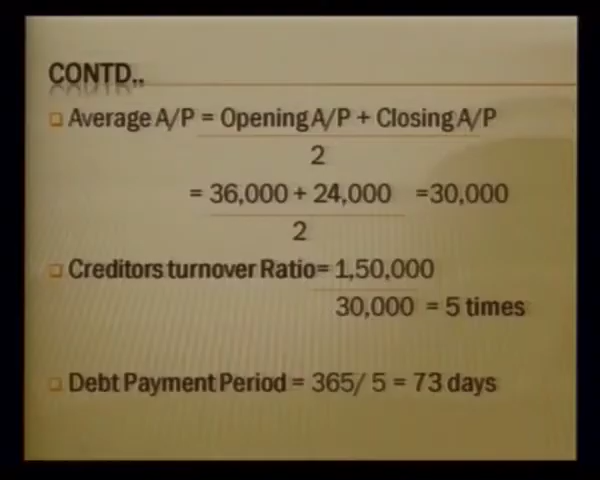 CONTD..
Average A/P = Opening A/P + Closing A/P
2
= 36,000 + 24,000 =30,000
2
Creditors turnover Ratio= 1,50,000
30,000 = 5 times
Debt Payment Period = 365/ 5 = 73 days